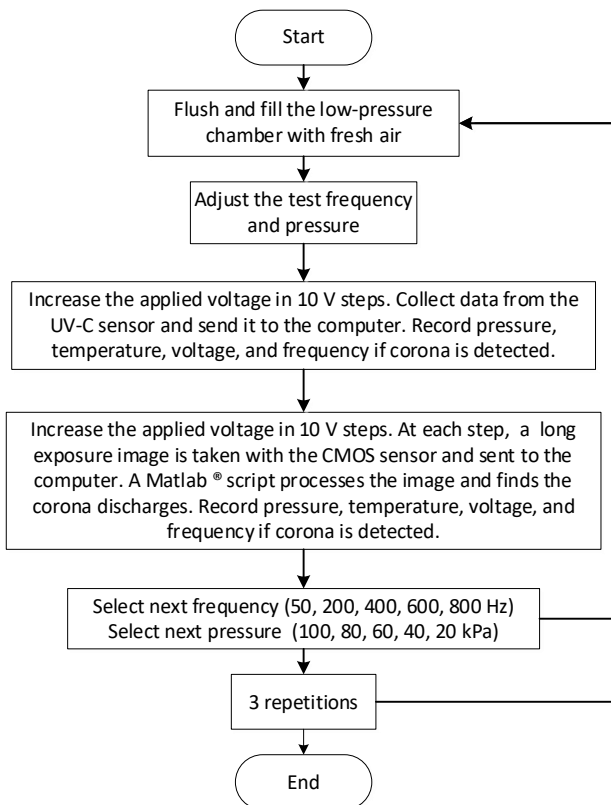 Start
Flush and fill the low-pressure
chamber with fresh air
Adjust the test frequency
and pressure
Increase the applied voltage in 10 V steps. Collect data from the
UV-C sensor and send it to the computer. Record pressure,
temperature, voltage, and frequency if corona is detected.
Increase the applied voltage in 10 V steps. At each step, a long
exposure image is taken with the CMOS sensor and sent to the
computer. A Matlab ® script processes the image and finds the
corona discharges. Record pressure, temperature, voltage, and
frequency if corona is detected.
Select next frequency (50, 200, 400, 600, 800 Hz)
Select next pressure (100, 80, 60, 40, 20 kPa)
3 repetitions
End